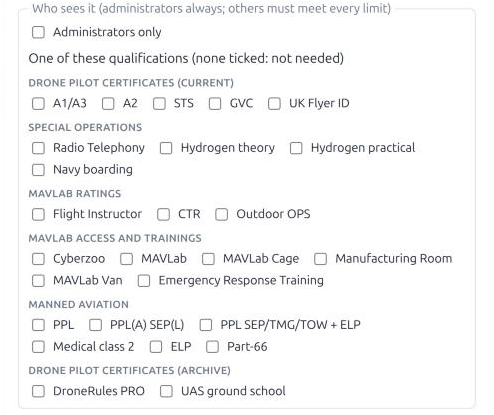 Who sees it (administrators always; others must meet every limit)
Administrators only
One of these qualifications (none ticked: not needed)
DRONE PILOT CERTIFICATES (CURRENT)
A1/A3 A2 STS GVC UK Flyer ID
SPECIAL OPERATIONS
Radio Telephony Hydrogen theory Hydrogen practical
Navy boarding
MAVLAB RATINGS
Flight Instructor CTR Outdoor OPS
MAVLAB ACCESS AND TRAININGS
Cyberzoo MAVLab MAVLab Cage Manufacturing Room
MAVLab Van Emergency Response Training
MANNED AVIATION
PPL PPL(A) SEP(L) PPL SEP/TMG/TOW + ELP
Medical class 2 ELP Part-66
DRONE PILOT CERTIFICATES (ARCHIVE)
DroneRules PRO UAS ground school